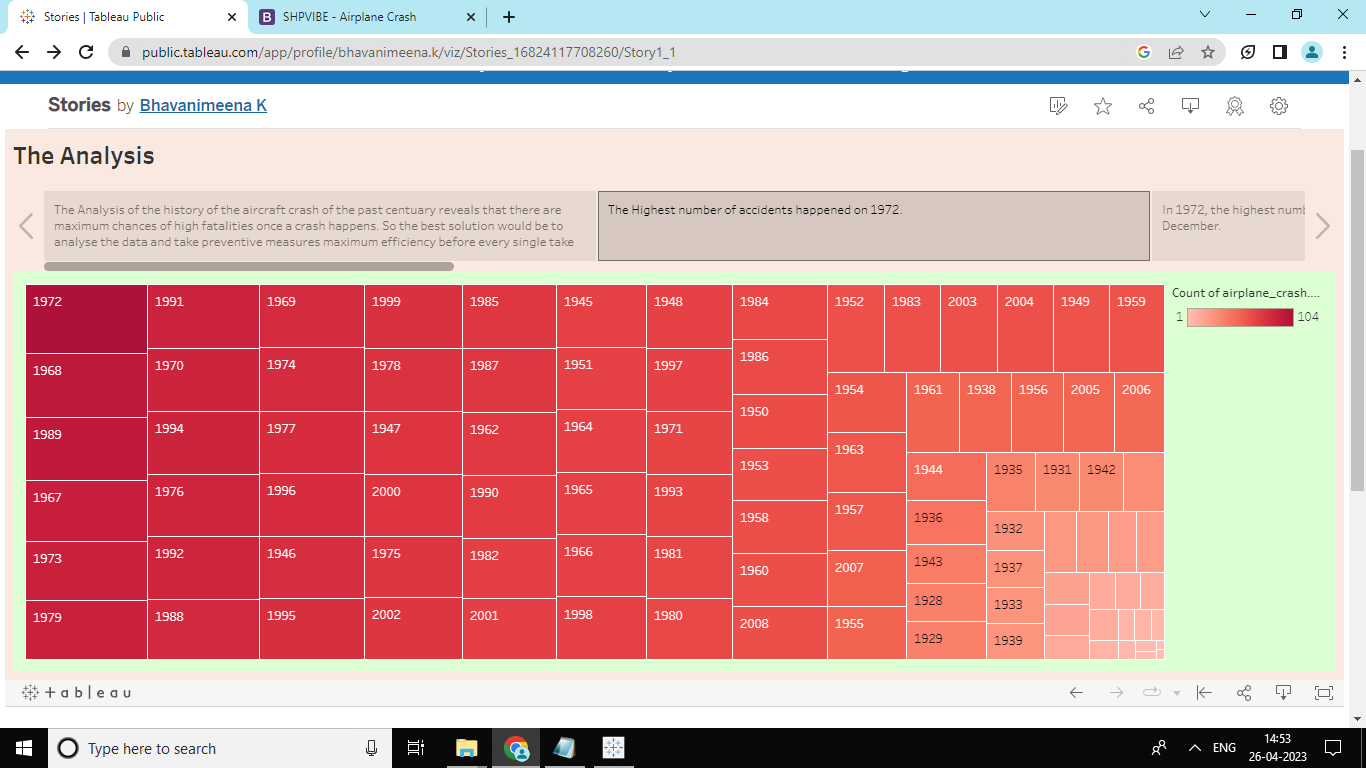 Stories | Tableau Public
SHPVIBE - Airplane Crash
public.tableau.com/app/profile/bhavanimeena.k/viz/Stories_16824117708260/Story1_1
Stories by Bhavanimeena K
The Analysis
The Analysis of the history of the aircraft crash of the past centuary reveals that there are
maximum chances of high fatalities once a crash happens. So the best solution would be to
analyse the data and take preventive measures maximum efficiency before every single take
The Highest number of accidents happened on 1972.
In 1972, the highest numb
December.
1972 1991 1969 1999 1985 1945 1948 1984 1952 1983 2003 2004 1949 1959
Count of airplane_crash....
1 104
1986
1968 1970 1974 1978 1987 1951 1997
1954 1961 1938 1956 2005 2006
1950
1989 1994 1977 1947 1962 1964 1971
1963
1953
1944 1935 1931 1942
1967 1976 1996 2000 1990 1965 1993
1958 1957 1936
1932
1973 1992 1946 1975 1982 1966 1981
1960 2007 1943 1937
1928 1933
1979 1988 1995 2002 2001 1998 1980
2008 1955 1929 1939
+ a b | e a u
Type here to search
ENG
14:53
26-04-2023